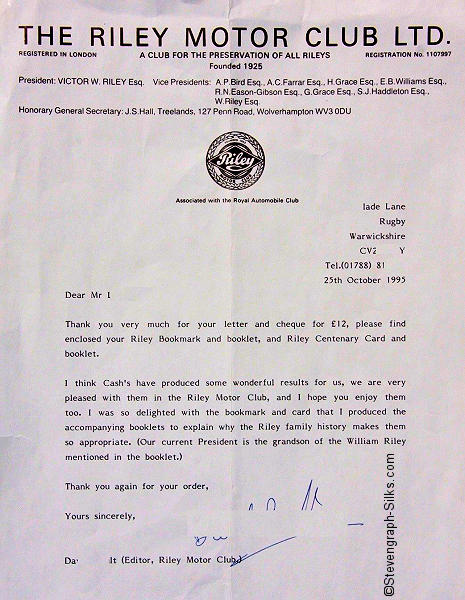 THE RILEY MOTOR CLUB LTD.
REGISTERED IN LONDON A CLUB FOR THE PRESERVATION OF ALL RILEYS REGISTRATION No. 1107997
Founded 1925
President: VICTOR W. RILEY Esq. Vice Presidents: A.P.Bird Esq., A.C.Farrar Esq., H.Grace Esq., E.B.Williams Esq.,
R.N.Eason-Gibson Esq., G.Grace Esq., S.J.Haddleton Esq.,
W.Riley Esq.
Honorary General Secretary: J.S.Hall, Treelands, 127 Penn Road, Wolverhampton WV3 0DU
Riley
Associated with the Royal Automobile Club
lade Lane
Rugby
Warwickshire
CV2 Y
Tel.(01788) 81
25th October 1995
Dear Mr
Thank you very much for your letter and cheque for £12, please find
enclosed your Riley Bookmark and booklet, and Riley Centenary Card and
booklet.
I think Cash's have produced some wonderful results for us, we are very
pleased with them in the Riley Motor Club, and I hope you enjoy them
too. I was so delighted with the bookmark and card that I produced the
accompanying booklets to explain why the Riley family history makes them
so appropriate. (Our current President is the grandson of the William Riley
mentioned in the booklet.)
Thank you again for your order,
Yours sincerely,
Da lt (Editor, Riley Motor Club)
©Stevengraph-Silks.com